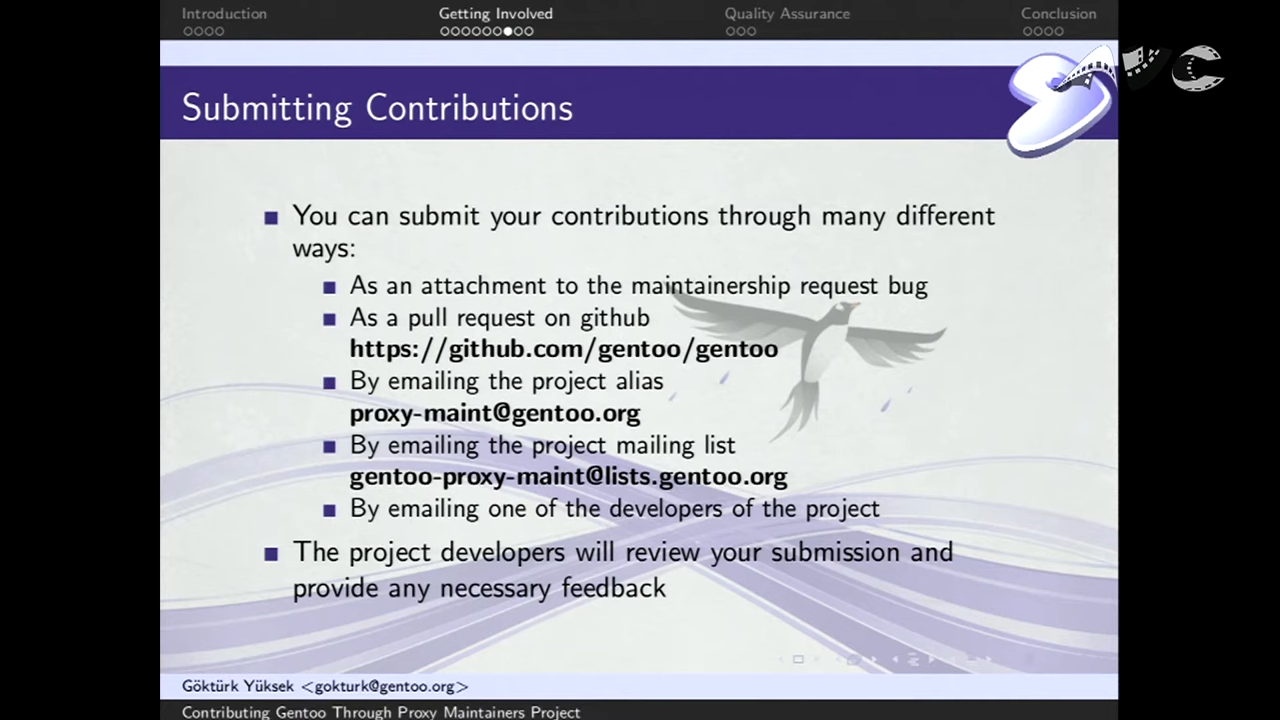 Introduction
Getting Involved
Quality Assurance
Conclusion
Submitting Contributions
You can submit your contributions through many different
ways:
As an attachment to the maintainership request bug
As a pull request on github
https://github.com/gentoo/gentoo
By emailing the project alias
proxy-maint@gentoo.org
By emailing the project mailing list
gentoo-proxy-maint@lists.gentoo.org
By emailing one of the developers of the project
The project developers will review your submission and
provide any necessary feedback
Göktürk Yüksek <gokturk@gentoo.org>
Contributing Gentoo Through Proxy Maintainers Project